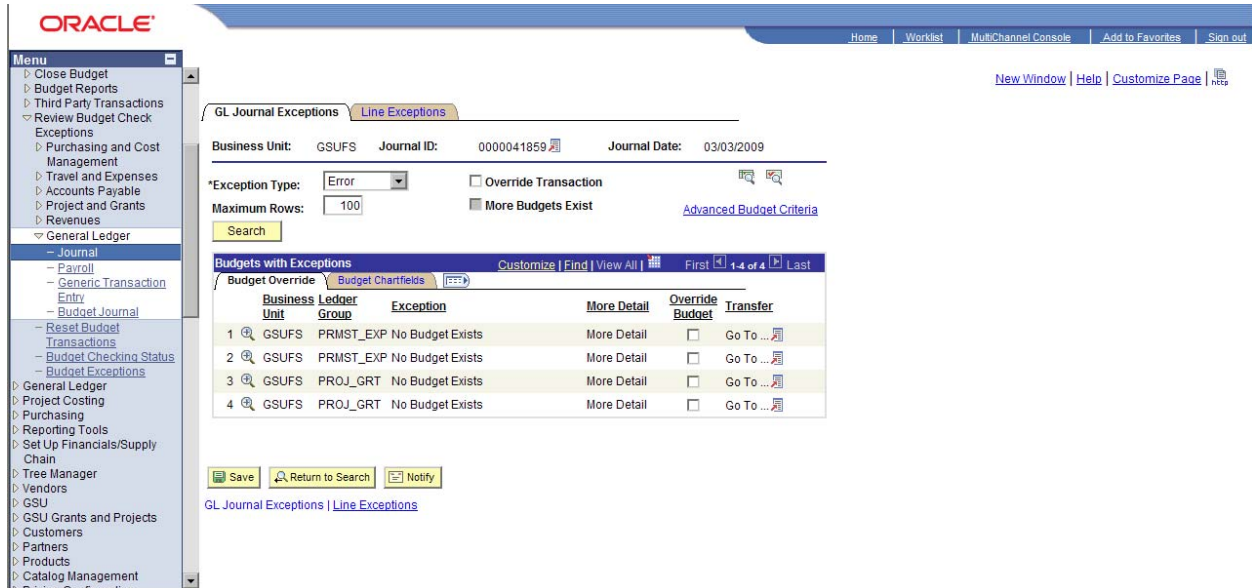 ORACLE'
Home | Worklist | MultiChannel Console | Add to Favorites | Sign out
Menu
Close Budget
Budget Reports
Third Party Transactions
Review Budget Check
Exceptions
Purchasing and Cost
Management
Travel and Expenses
Accounts Payable
Project and Grants
Revenues
General Ledger
– Journal
– Payroll
– Generic Transaction
Entry
– Budget Journal
– Reset Budget
Transactions
– Budget Checking Status
– Budget Exceptions
General Ledger
Project Costing
Purchasing
Reporting Tools
Set Up Financials/Supply
Chain
Tree Manager
Vendors
GSU
GSU Grants and Projects
Customers
Partners
Products
Catalog Management
New Window | Help | Customize Page | http
GL Journal Exceptions Line Exceptions
Business Unit: GSUFS Journal ID: 0000041859 Journal Date: 03/03/2009
*Exception Type: Error Override Transaction
Maximum Rows: 100 More Budgets Exist Advanced Budget Criteria
Search
Budgets with Exceptions Customize | Find | View All | First 1-4 of 4 Last
Budget Override Budget Chartfields
Business Unit Ledger Group Exception More Detail Override Budget Transfer
1 GSUFS PRMST_EXP No Budget Exists More Detail Go To ...
2 GSUFS PRMST_EXP No Budget Exists More Detail Go To ...
3 GSUFS PROJ_GRT No Budget Exists More Detail Go To ...
4 GSUFS PROJ_GRT No Budget Exists More Detail Go To ...
Save Return to Search Notify
GL Journal Exceptions | Line Exceptions